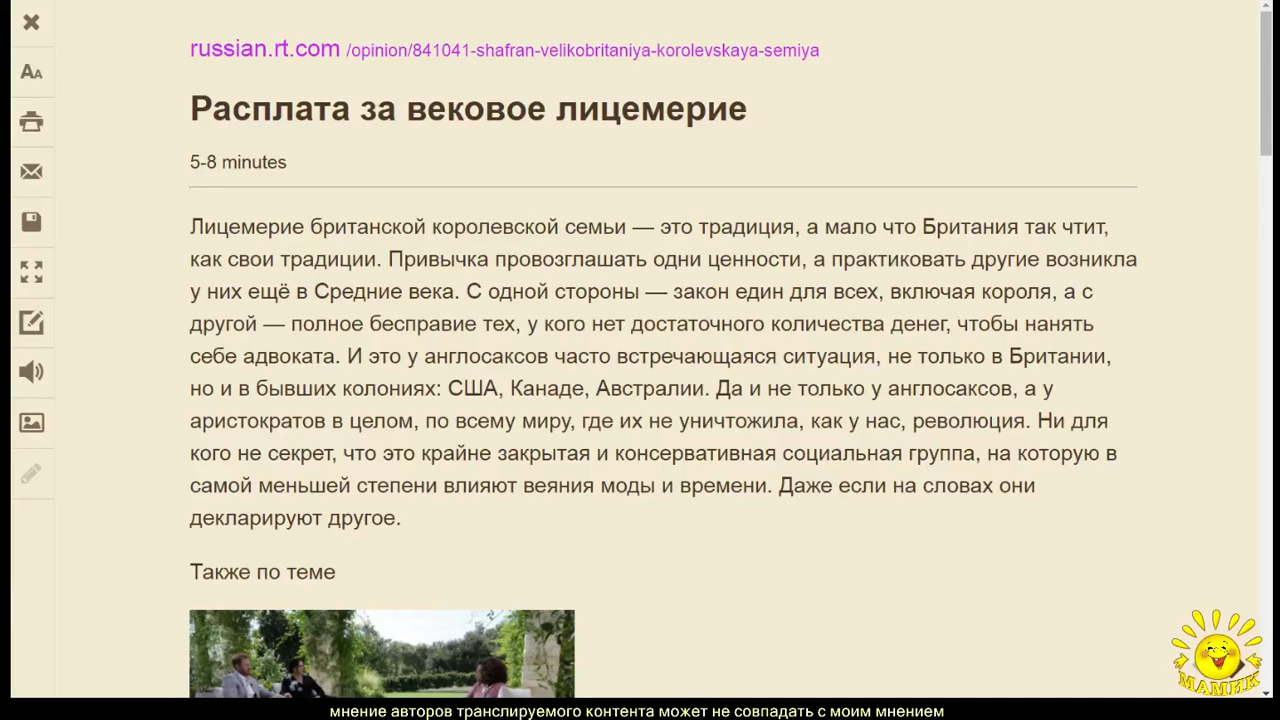 russian.rt.com /opinion/841041-shafran-velikobritaniya-korolevskaya-semiya
Расплата за вековое лицемерие
5-8 minutes
Лицемерие британской королевской семьи — это традиция, а мало что Британия так чтит,
как свои традиции. Привычка провозглашать одни ценности, а практиковать другие возникла
у них ещё в Средние века. С одной стороны — закон един для всех, включая короля, а с
другой — полное бесправие тех, у кого нет достаточного количества денег, чтобы нанять
себе адвоката. И это у англосаксов часто встречающаяся ситуация, не только в Британии,
но и в бывших колониях: США, Канаде, Австралии. Да и не только у англосаксов, а у
аристократов в целом, по всему миру, где их не уничтожила, как у нас, революция. Ни для
кого не секрет, что это крайне закрытая и консервативная социальная группа, на которую в
самой меньшей степени влияют веяния моды и времени. Даже если на словах они
декларируют другое.
Также по теме
МАМИК
мнение авторов транслируемого контента может не совпадать с моим мнением